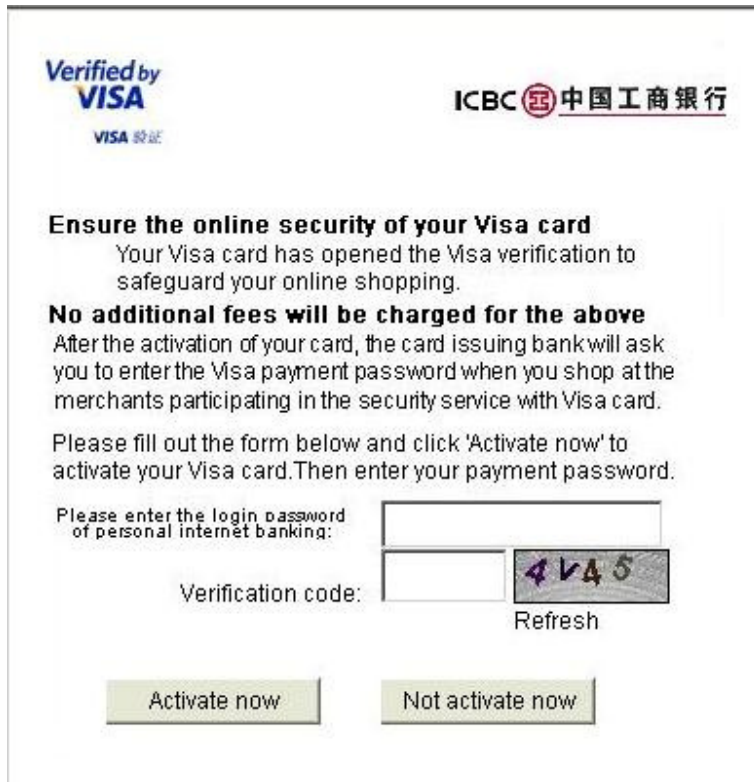 Verified by
VISA
VISA 验证
ICBC 中国工商银行
Ensure the online security of your Visa card
Your Visa card has opened the Visa verification to
safeguard your online shopping.
No additional fees will be charged for the above
After the activation of your card, the card issuing bank will ask
you to enter the Visa payment password when you shop at the
merchants participating in the security service with Visa card.
Please fill out the form below and click 'Activate now' to
activate your Visa card.Then enter your payment password.
Please enter the login password
of personal internet banking:
Verification code:
Refresh
Activate now
Not activate now